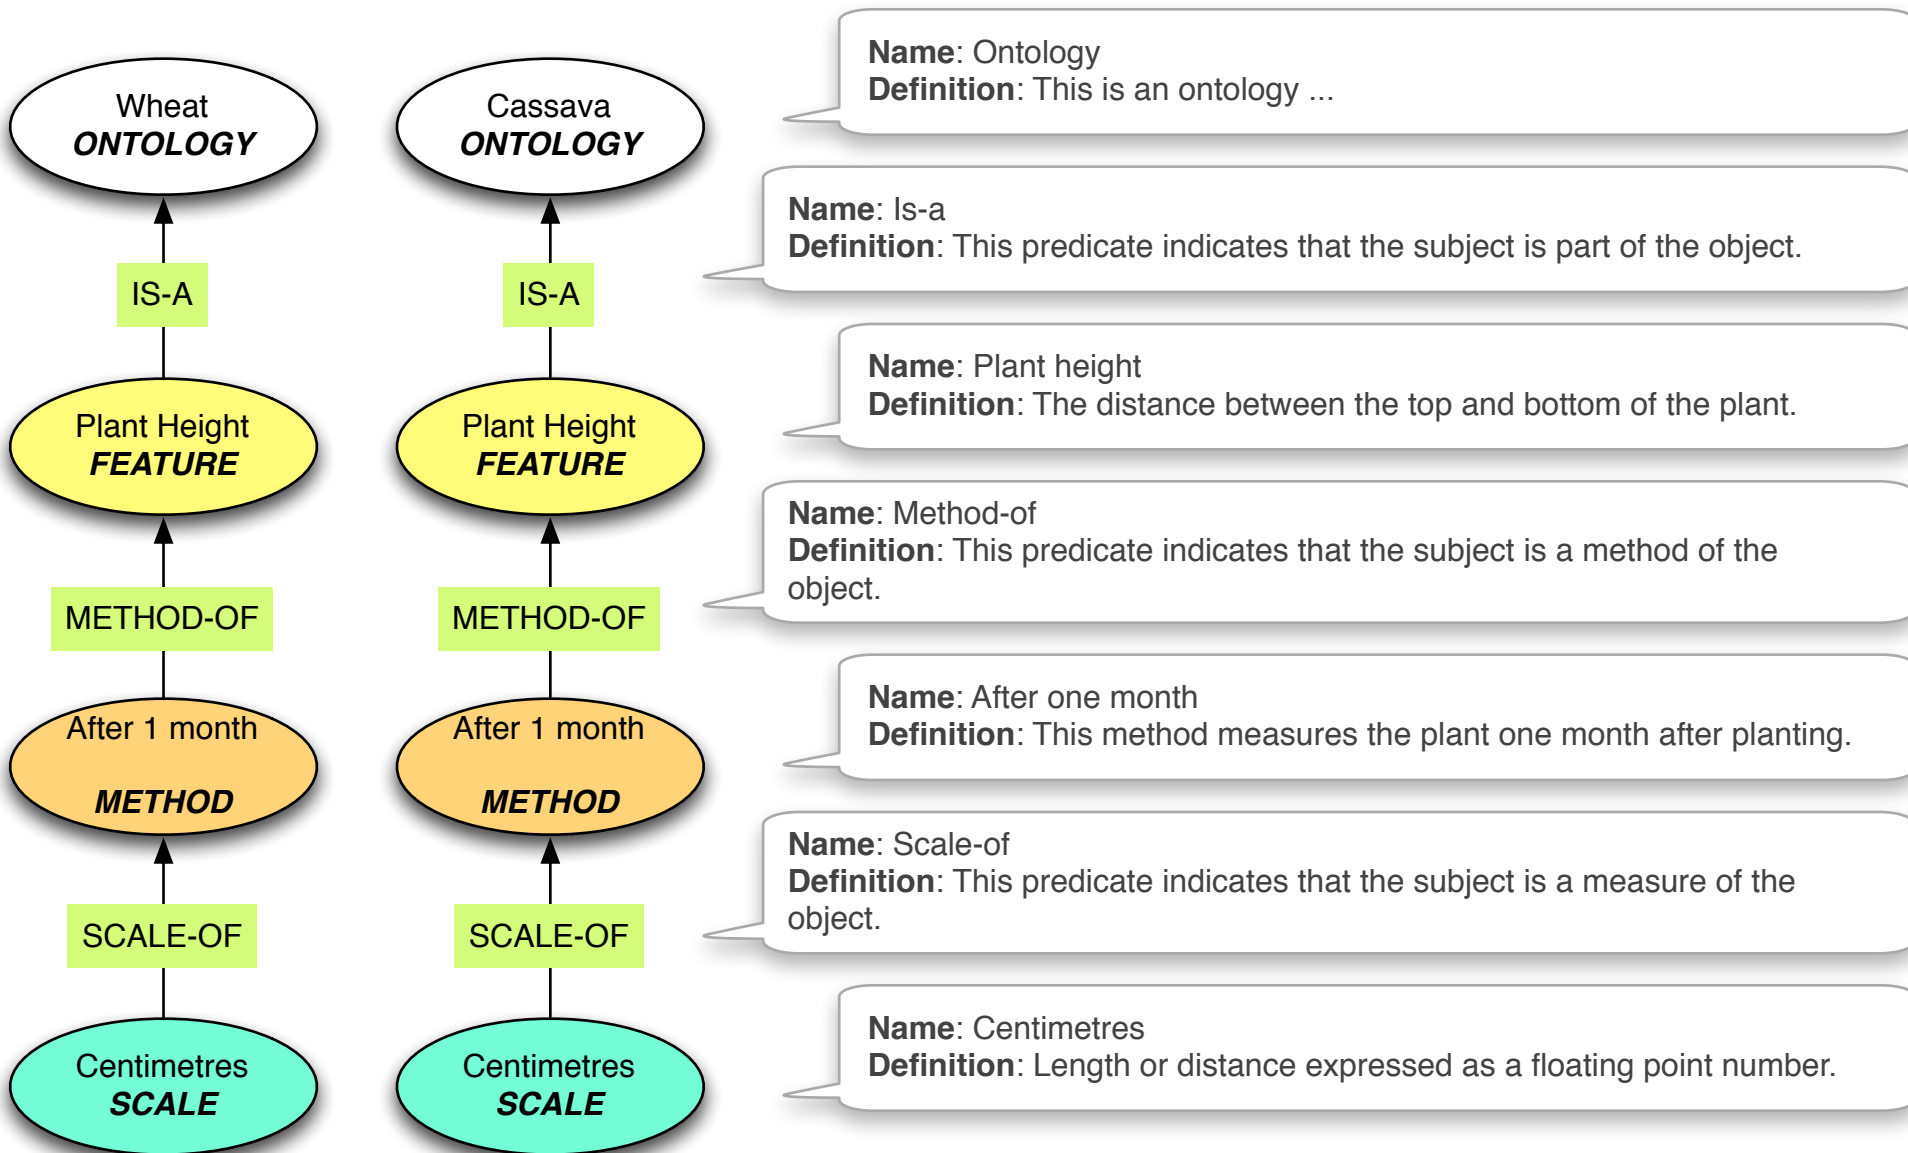 Wheat
ONTOLOGY
Cassava
ONTOLOGY
Name: Ontology
Definition: This is an ontology ...
IS-A
IS-A
Name: Is-a
Definition: This predicate indicates that the subject is part of the object.
Plant Height
FEATURE
Plant Height
FEATURE
Name: Plant height
Definition: The distance between the top and bottom of the plant.
METHOD-OF
METHOD-OF
Name: Method-of
Definition: This predicate indicates that the subject is a method of the
object.
After 1 month
METHOD
After 1 month
METHOD
Name: After one month
Definition: This method measures the plant one month after planting.
SCALE-OF
SCALE-OF
Name: Scale-of
Definition: This predicate indicates that the subject is a measure of the
object.
Centimetres
SCALE
Centimetres
SCALE
Name: Centimetres
Definition: Length or distance expressed as a floating point number.